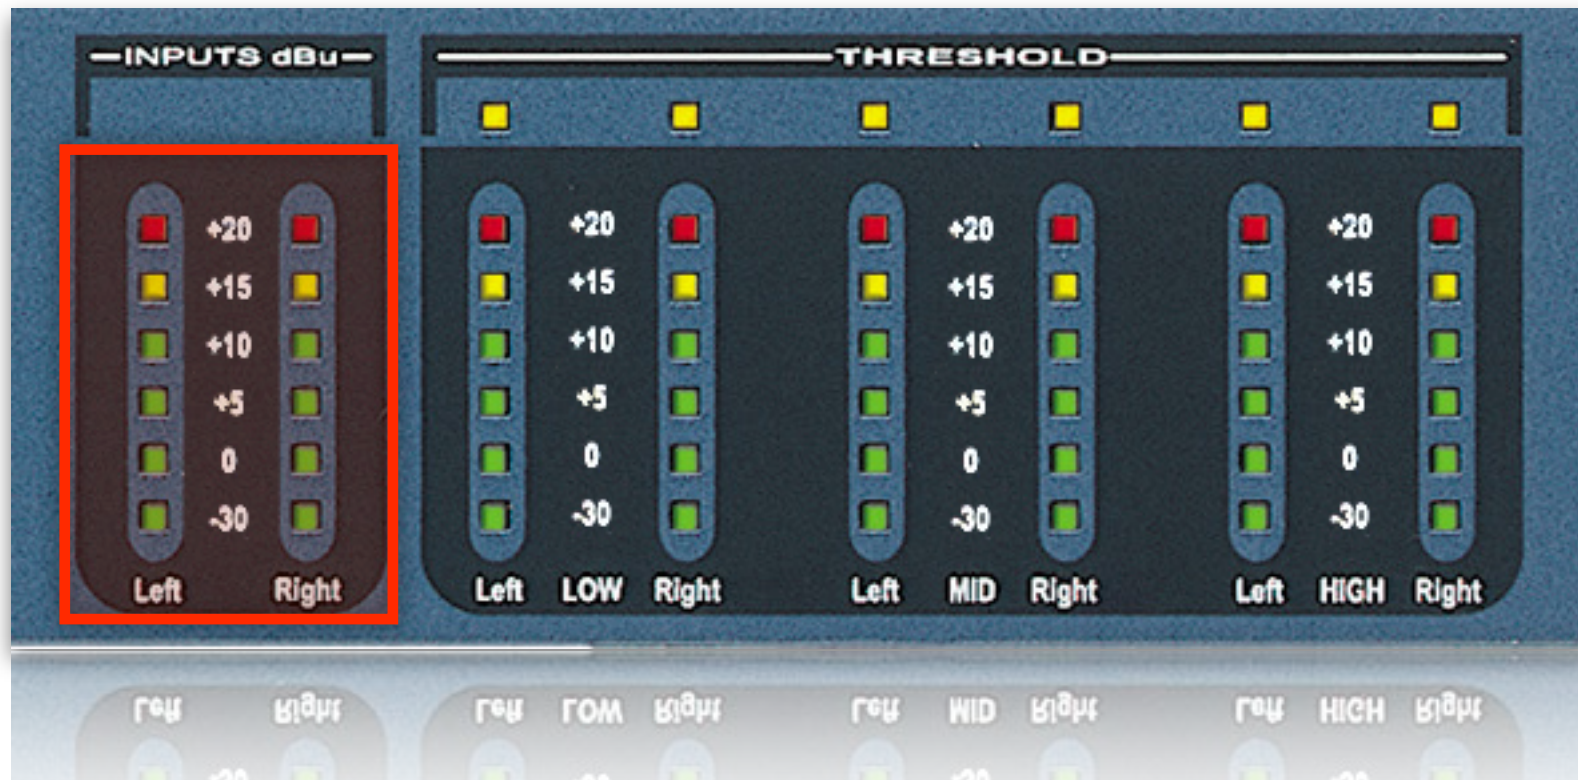 INPUTS dBu THRESHOLD
+20 +20 +20 +20
+15 +15 +15 +15
+10 +10 +10 +10
+5 +5 +5 +5
0 0 0 0
-30 -30 -30 -30
Left Right Left LOW Right Left MID Right Left HIGH Right